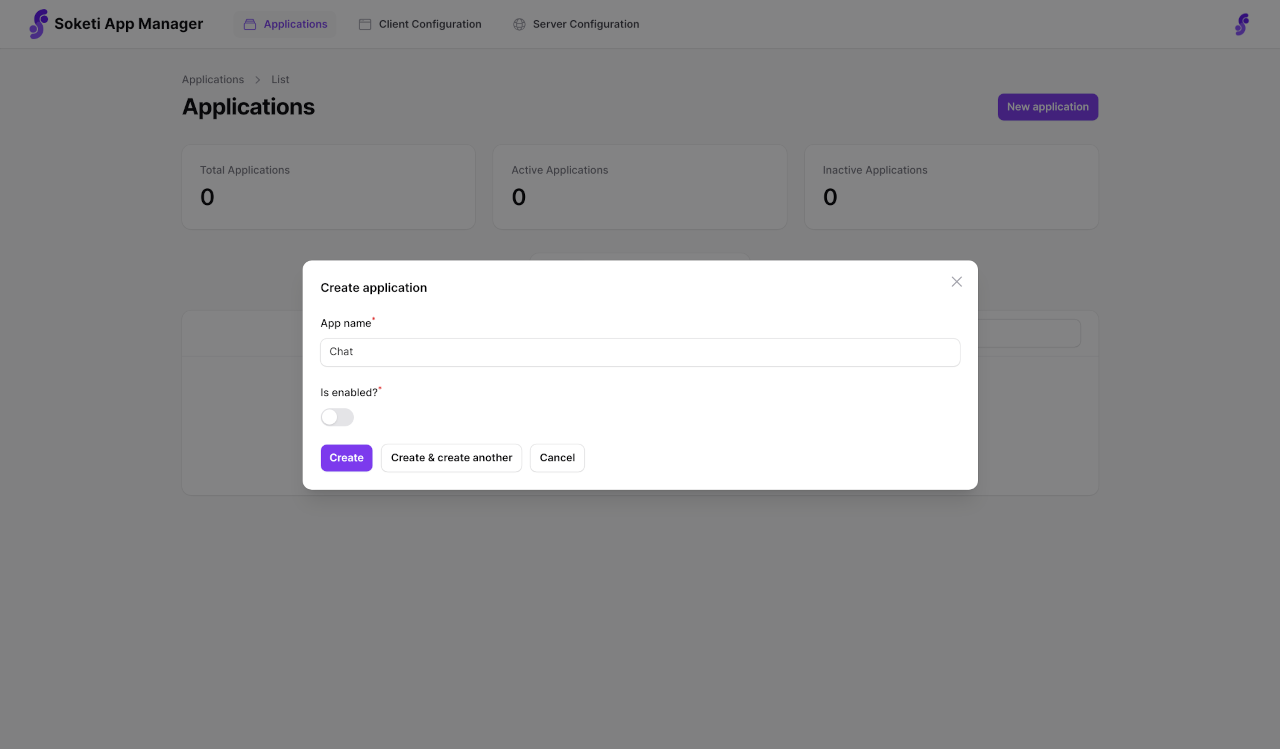 Soketi App Manager
Applications
Client Configuration
Server Configuration
Applications > List
Applications
New application
Total Applications
0
Active Applications
0
Inactive Applications
0
Create application
App name*
Chat
Is enabled?*
Create
Create & create another
Cancel